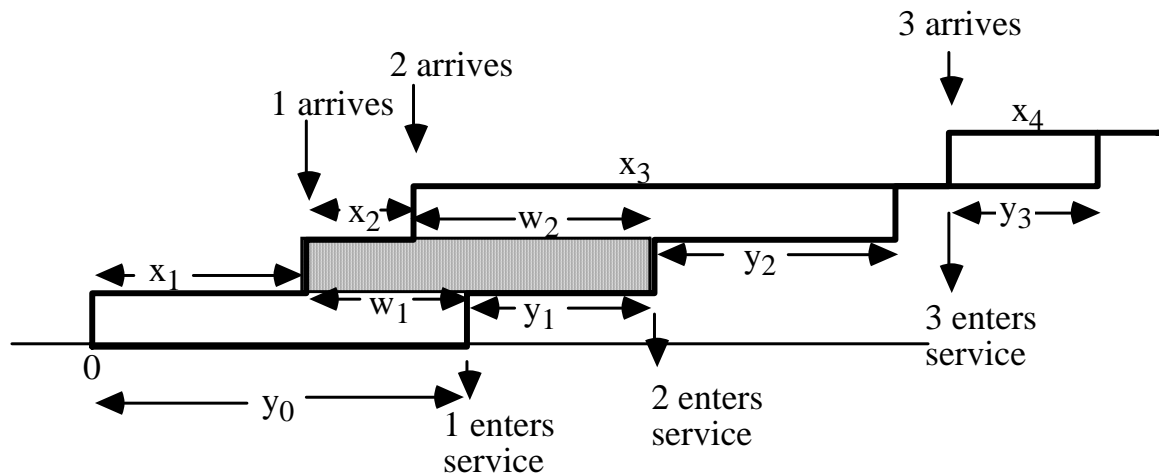 3 arrives
2 arrives
1 arrives
x4
x3
x2
w2
y3
x1
y2
w1
y1
3 enters
service
0
y0
2 enters
service
1 enters
service